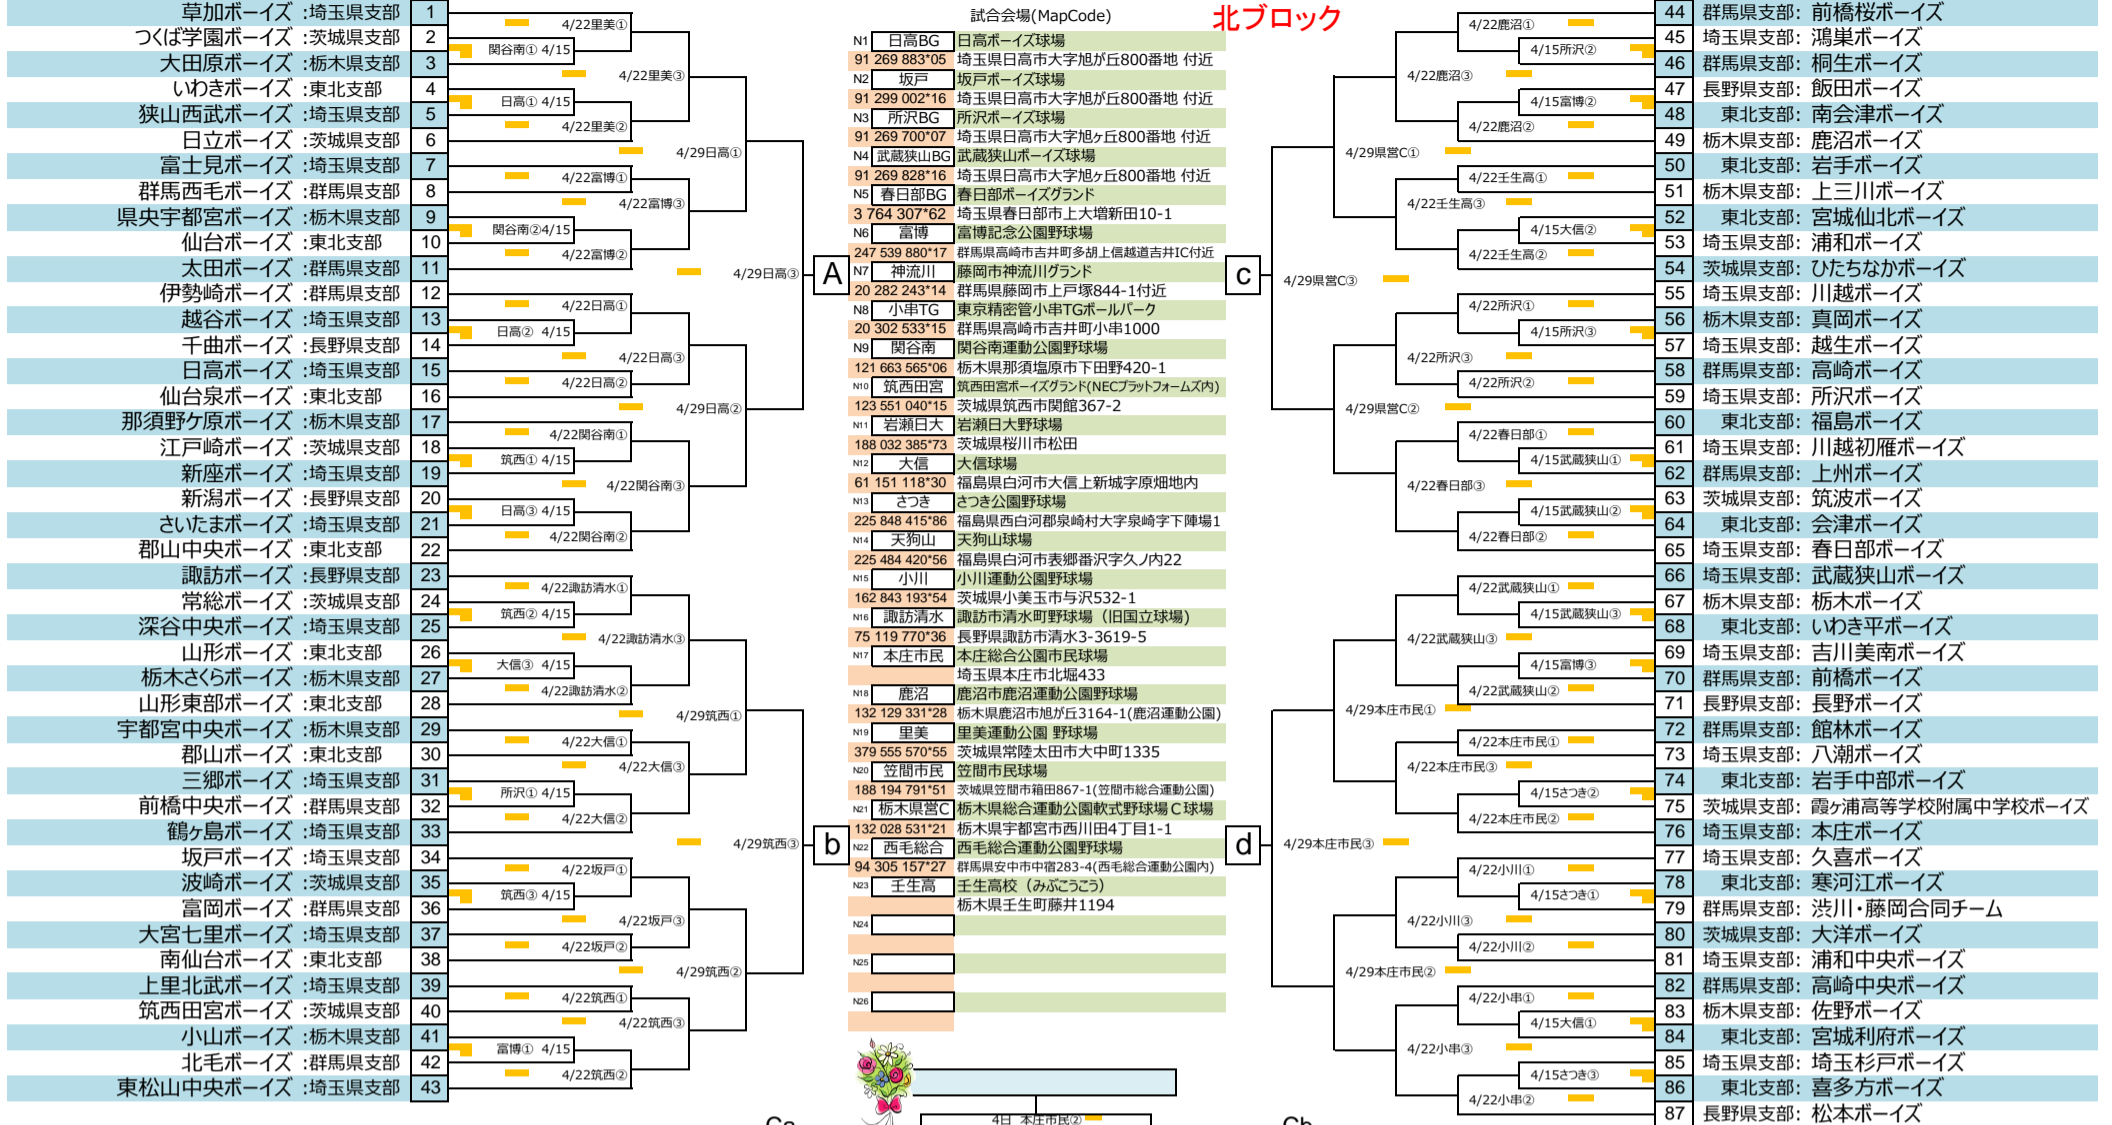 北ブロック
草加ボーイズ :埼玉県支部 1
つくば学園ボーイズ :茨城県支部 2
大田原ボーイズ :栃木県支部 3
いわきボーイズ :東北支部 4
狭山西武ボーイズ :埼玉県支部 5
日立ボーイズ :茨城県支部 6
富士見ボーイズ :埼玉県支部 7
群馬西毛ボーイズ :群馬県支部 8
県央宇都宮ボーイズ :栃木県支部 9
仙台ボーイズ :東北支部 10
太田ボーイズ :群馬県支部 11
伊勢崎ボーイズ :群馬県支部 12
越谷ボーイズ :埼玉県支部 13
千曲ボーイズ :長野県支部 14
日高ボーイズ :埼玉県支部 15
仙台泉ボーイズ :東北支部 16
那須野ケ原ボーイズ :栃木県支部 17
江戸崎ボーイズ :茨城県支部 18
新座ボーイズ :埼玉県支部 19
新潟ボーイズ :長野県支部 20
さいたまボーイズ :埼玉県支部 21
郡山中央ボーイズ :東北支部 22
諏訪ボーイズ :長野県支部 23
常総ボーイズ :茨城県支部 24
深谷中央ボーイズ :埼玉県支部 25
山形ボーイズ :東北支部 26
栃木さくらボーイズ :栃木県支部 27
山形東部ボーイズ :東北支部 28
宇都宮中央ボーイズ :栃木県支部 29
郡山ボーイズ :東北支部 30
三郷ボーイズ :埼玉県支部 31
前橋中央ボーイズ :群馬県支部 32
鶴ヶ島ボーイズ :埼玉県支部 33
坂戸ボーイズ :埼玉県支部 34
波崎ボーイズ :茨城県支部 35
富岡ボーイズ :群馬県支部 36
大宮七里ボーイズ :埼玉県支部 37
南仙台ボーイズ :東北支部 38
上里北武ボーイズ :埼玉県支部 39
筑西田宮ボーイズ :茨城県支部 40
小山ボーイズ :栃木県支部 41
北毛ボーイズ :群馬県支部 42
東松山中央ボーイズ :埼玉県支部 43
4/22里美①
関谷南① 4/15
4/22里美③
日高① 4/15
4/22里美②
4/29日高①
4/22富博①
4/22富博③
関谷南②4/15
4/22富博②
4/29日高③
4/22日高①
日高② 4/15
4/22日高③
4/22日高②
4/29日高②
4/22関谷南①
筑西① 4/15
4/22関谷南③
日高③ 4/15
4/22関谷南②
4/22諏訪清水①
筑西② 4/15
4/22諏訪清水③
大信③ 4/15
4/22諏訪清水②
4/29筑西①
4/22大信①
4/22大信③
所沢① 4/15
4/22大信②
4/29筑西③
4/22坂戸①
筑西③ 4/15
4/22坂戸③
4/22坂戸②
4/29筑西②
4/22筑西①
4/22筑西③
富博① 4/15
4/22筑西②
A
b
試合会場(MapCode)
N1 日高BG 日高ボーイズ球場
91 269 883*05 埼玉県日高市大字旭が丘800番地 付近
N2 坂戸 坂戸ボーイズ球場
91 299 002*16 埼玉県日高市大字旭が丘800番地 付近
N3 所沢BG 所沢ボーイズ球場
91 269 700*07 埼玉県日高市大字旭ヶ丘800番地 付近
N4 武蔵狭山BG 武蔵狭山ボーイズ球場
91 269 828*16 埼玉県日高市大字旭ヶ丘800番地 付近
N5 春日部BG 春日部ボーイズグランド
3 764 307*62 埼玉県春日部市上大増新田10-1
N6 富博 富博記念公園野球場
247 539 880*17 群馬県高崎市吉井町多胡上信越道吉井IC付近
N7 神流川 藤岡市神流川グランド
20 282 243*14 群馬県藤岡市上戸塚844-1付近
N8 小串TG 東京精密管小串TGボールパーク
20 302 533*15 群馬県高崎市吉井町小串1000
N9 関谷南 関谷南運動公園野球場
121 663 565*06 栃木県那須塩原市下田野420-1
N10 筑西田宮 筑西田宮ボーイズグランド(NECプラットフォームズ内)
123 551 040*15 茨城県筑西市関館367-2
N11 岩瀬日大 岩瀬日大野球場
188 032 385*73 茨城県桜川市松田
N12 大信 大信球場
61 151 118*30 福島県白河市大信上新城字原畑地内
N13 さつき さつき公園野球場
225 848 415*86 福島県西白河郡泉崎村大字泉崎字下陣場1
N14 天狗山 天狗山球場
225 484 420*56 福島県白河市表郷番沢字久ノ内22
N15 小川 小川運動公園野球場
162 843 193*54 茨城県小美玉市与沢532-1
N16 諏訪清水 諏訪市清水町野球場（旧国立球場)
75 119 770*36 長野県諏訪市清水3-3619-5
N17 本庄市民 本庄総合公園市民球場
埼玉県本庄市北堀433
N18 鹿沼 鹿沼市鹿沼運動公園野球場
132 129 331*28 栃木県鹿沼市旭が丘3164-1(鹿沼運動公園)
N19 里美 里美運動公園 野球場
379 555 570*55 茨城県常陸太田市大中町1335
N20 笠間市民 笠間市民球場
188 194 791*51 茨城県笠間市箱田867-1(笠間市総合運動公園)
N21 栃木県営C 栃木県総合運動公園軟式野球場Ｃ球場
132 028 531*21 栃木県宇都宮市西川田4丁目1-1
N22 西毛総合 西毛総合運動公園野球場
94 305 157*27 群馬県安中市中宿283-4(西毛総合運動公園内)
N23 壬生高 壬生高校（みぶこうこう）
栃木県壬生町藤井1194
N24
N25
N26
4日 本庄市民②
Ca
Cb
c
d
4/22鹿沼①
4/15所沢②
4/22鹿沼③
4/15富博②
4/22鹿沼②
4/29県営C①
4/22壬生高①
4/22壬生高③
4/15大信②
4/22壬生高②
4/29県営C③
4/22所沢①
4/15所沢③
4/22所沢③
4/22所沢②
4/29県営C②
4/22春日部①
4/15武蔵狭山①
4/22春日部③
4/15武蔵狭山②
4/22春日部②
4/22武蔵狭山①
4/15武蔵狭山③
4/22武蔵狭山③
4/15富博③
4/22武蔵狭山②
4/29本庄市民①
4/22本庄市民①
4/22本庄市民③
4/15さつき②
4/22本庄市民②
4/29本庄市民③
4/22小川①
4/15さつき①
4/22小川③
4/22小川②
4/29本庄市民②
4/22小串①
4/15大信①
4/22小串③
4/15さつき③
4/22小串②
44 群馬県支部: 前橋桜ボーイズ
45 埼玉県支部: 鴻巣ボーイズ
46 群馬県支部: 桐生ボーイズ
47 長野県支部: 飯田ボーイズ
48 東北支部: 南会津ボーイズ
49 栃木県支部: 鹿沼ボーイズ
50 東北支部: 岩手ボーイズ
51 栃木県支部: 上三川ボーイズ
52 東北支部: 宮城仙北ボーイズ
53 埼玉県支部: 浦和ボーイズ
54 茨城県支部: ひたちなかボーイズ
55 埼玉県支部: 川越ボーイズ
56 栃木県支部: 真岡ボーイズ
57 埼玉県支部: 越生ボーイズ
58 群馬県支部: 高崎ボーイズ
59 埼玉県支部: 所沢ボーイズ
60 東北支部: 福島ボーイズ
61 埼玉県支部: 川越初雁ボーイズ
62 群馬県支部: 上州ボーイズ
63 茨城県支部: 筑波ボーイズ
64 東北支部: 会津ボーイズ
65 埼玉県支部: 春日部ボーイズ
66 埼玉県支部: 武蔵狭山ボーイズ
67 栃木県支部: 栃木ボーイズ
68 東北支部: いわき平ボーイズ
69 埼玉県支部: 吉川美南ボーイズ
70 群馬県支部: 前橋ボーイズ
71 長野県支部: 長野ボーイズ
72 群馬県支部: 館林ボーイズ
73 埼玉県支部: 八潮ボーイズ
74 東北支部: 岩手中部ボーイズ
75 茨城県支部: 霞ヶ浦高等学校附属中学校ボーイズ
76 埼玉県支部: 本庄ボーイズ
77 埼玉県支部: 久喜ボーイズ
78 東北支部: 寒河江ボーイズ
79 群馬県支部: 渋川・藤岡合同チーム
80 茨城県支部: 大洋ボーイズ
81 埼玉県支部: 浦和中央ボーイズ
82 群馬県支部: 高崎中央ボーイズ
83 栃木県支部: 佐野ボーイズ
84 東北支部: 宮城利府ボーイズ
85 埼玉県支部: 埼玉杉戸ボーイズ
86 東北支部: 喜多方ボーイズ
87 長野県支部: 松本ボーイズ